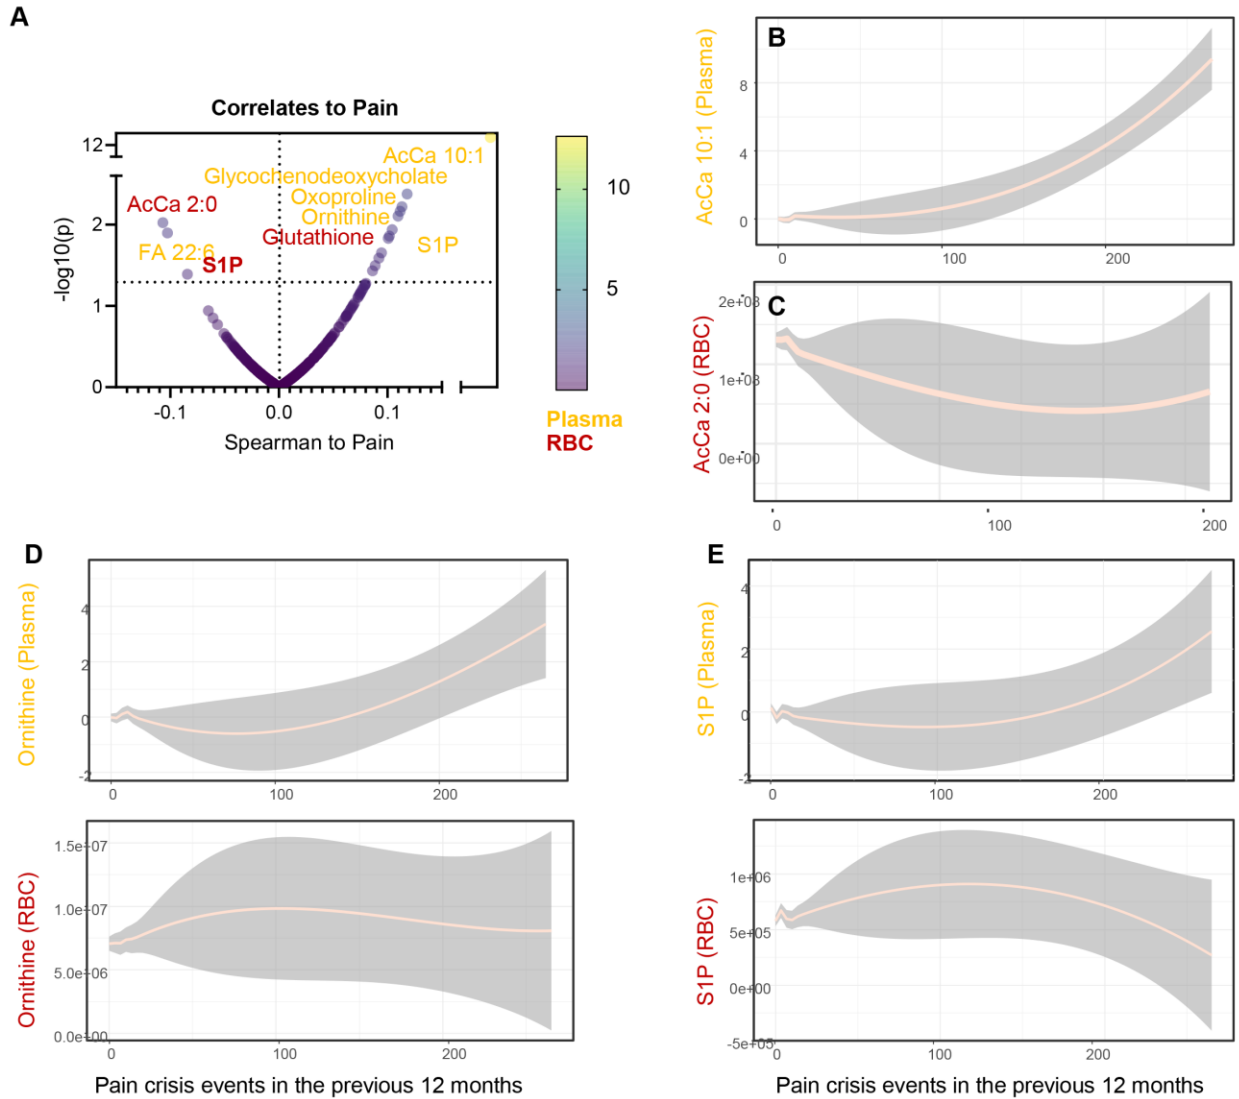 A
Correlates to Pain
-log10(p)
12
2
1
0
AcCa 10:1
Glycochenodeoxycholate
Oxoproline
Ornithine
Glutathione
S1P
AcCa 2:0
FA 22:6
S1P
-0.1
0.0
0.1
Spearman to Pain
10
5
Plasma
RBC
B
AcCa 10:1 (Plasma)
8
4
0
0
100
200
C
AcCa 2:0 (RBC)
2e+08
1e+08
0e+00
0
100
200
D
Ornithine (Plasma)
4
2
0
-2
0
100
200
Ornithine (RBC)
1.5e+07
1.0e+07
5.0e+06
0.0e+00
0
100
200
Pain crisis events in the previous 12 months
E
S1P (Plasma)
4
2
0
-2
0
100
200
S1P (RBC)
1e+06
5e+05
0e+00
-5e+05
0
100
200
Pain crisis events in the previous 12 months